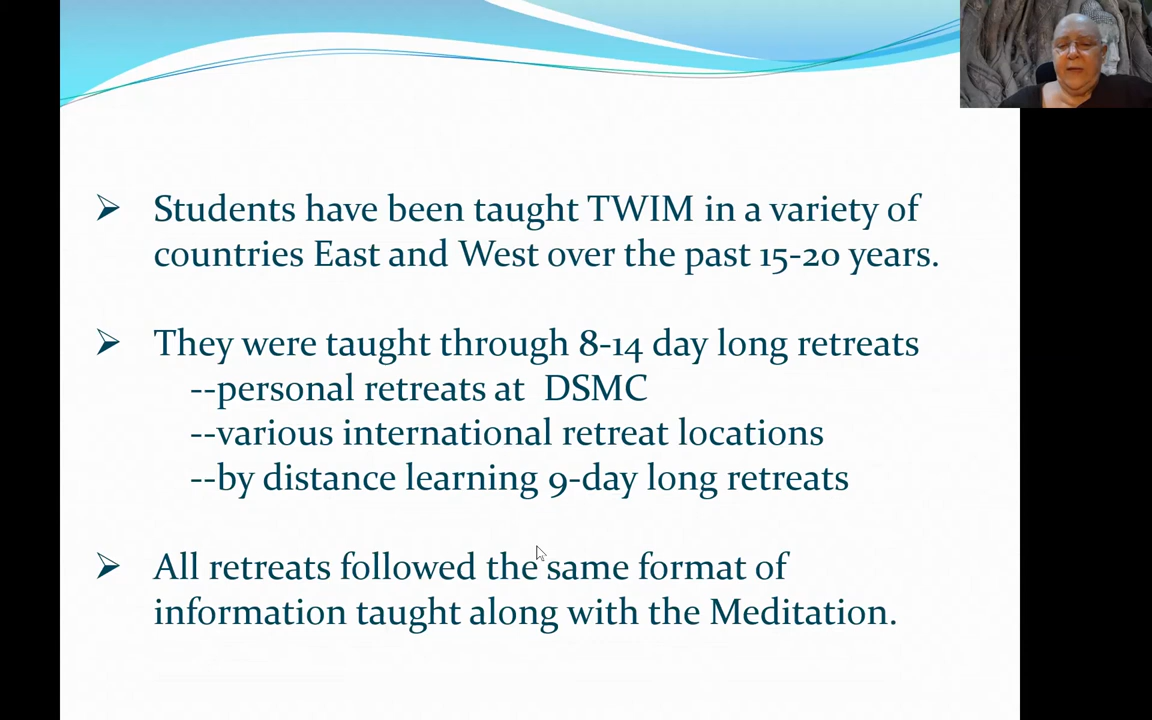 Students have been taught TWIM in a variety of
countries East and West over the past 15-20 years.
They were taught through 8-14 day long retreats
--personal retreats at DSMC
--various international retreat locations
--by distance learning 9-day long retreats
All retreats followed the same format of
information taught along with the Meditation.